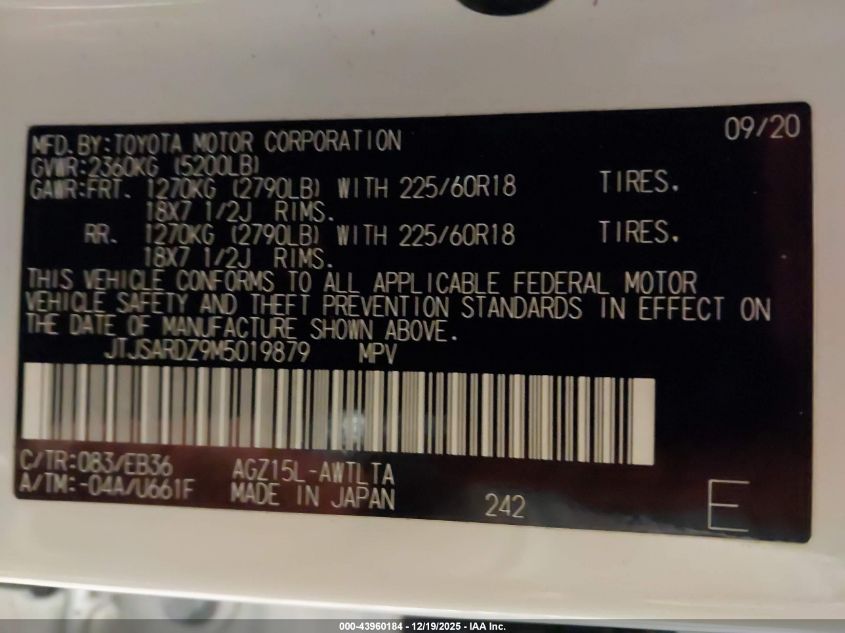 09/20
MFD. BY:TOYOTA MOTOR CORPORATION
GVWR:2360KG (5200LB)
GAWR:FRT. 1270KG (2790LB) WITH 225/60R18 TIRES.
18X7 1/2J RIMS.
RR. 1270KG (2790LB) WITH 225/60R18 TIRES.
18X7 1/2J RIMS.
THIS VEHICLE CONFORMS TO ALL APPLICABLE FEDERAL MOTOR
VEHICLE SAFETY AND THEFT PREVENTION STANDARDS IN EFFECT ON
THE DATE OF MANUFACTURE SHOWN ABOVE.
JTJSARDZ9M5019879 MPV
C/TR:083/EB36 AGZ15L-AWTLTA
A/TM:-04A/U661F MADE IN JAPAN 242 E
000-43960184 - 12/19/2025 - IAA Inc.